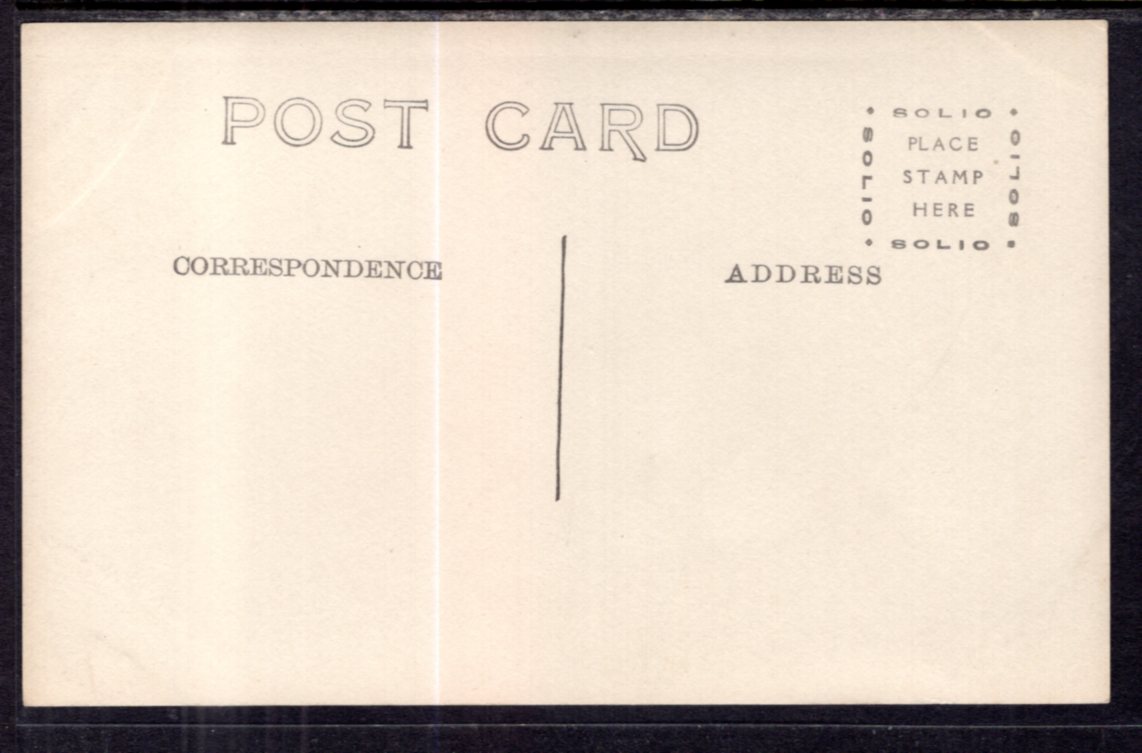 POST CARD
SOLIO
SOLIO
PLACE
STAMP
HERE
SOLIO
SOLIO
CORRESPONDENCE
ADDRESS